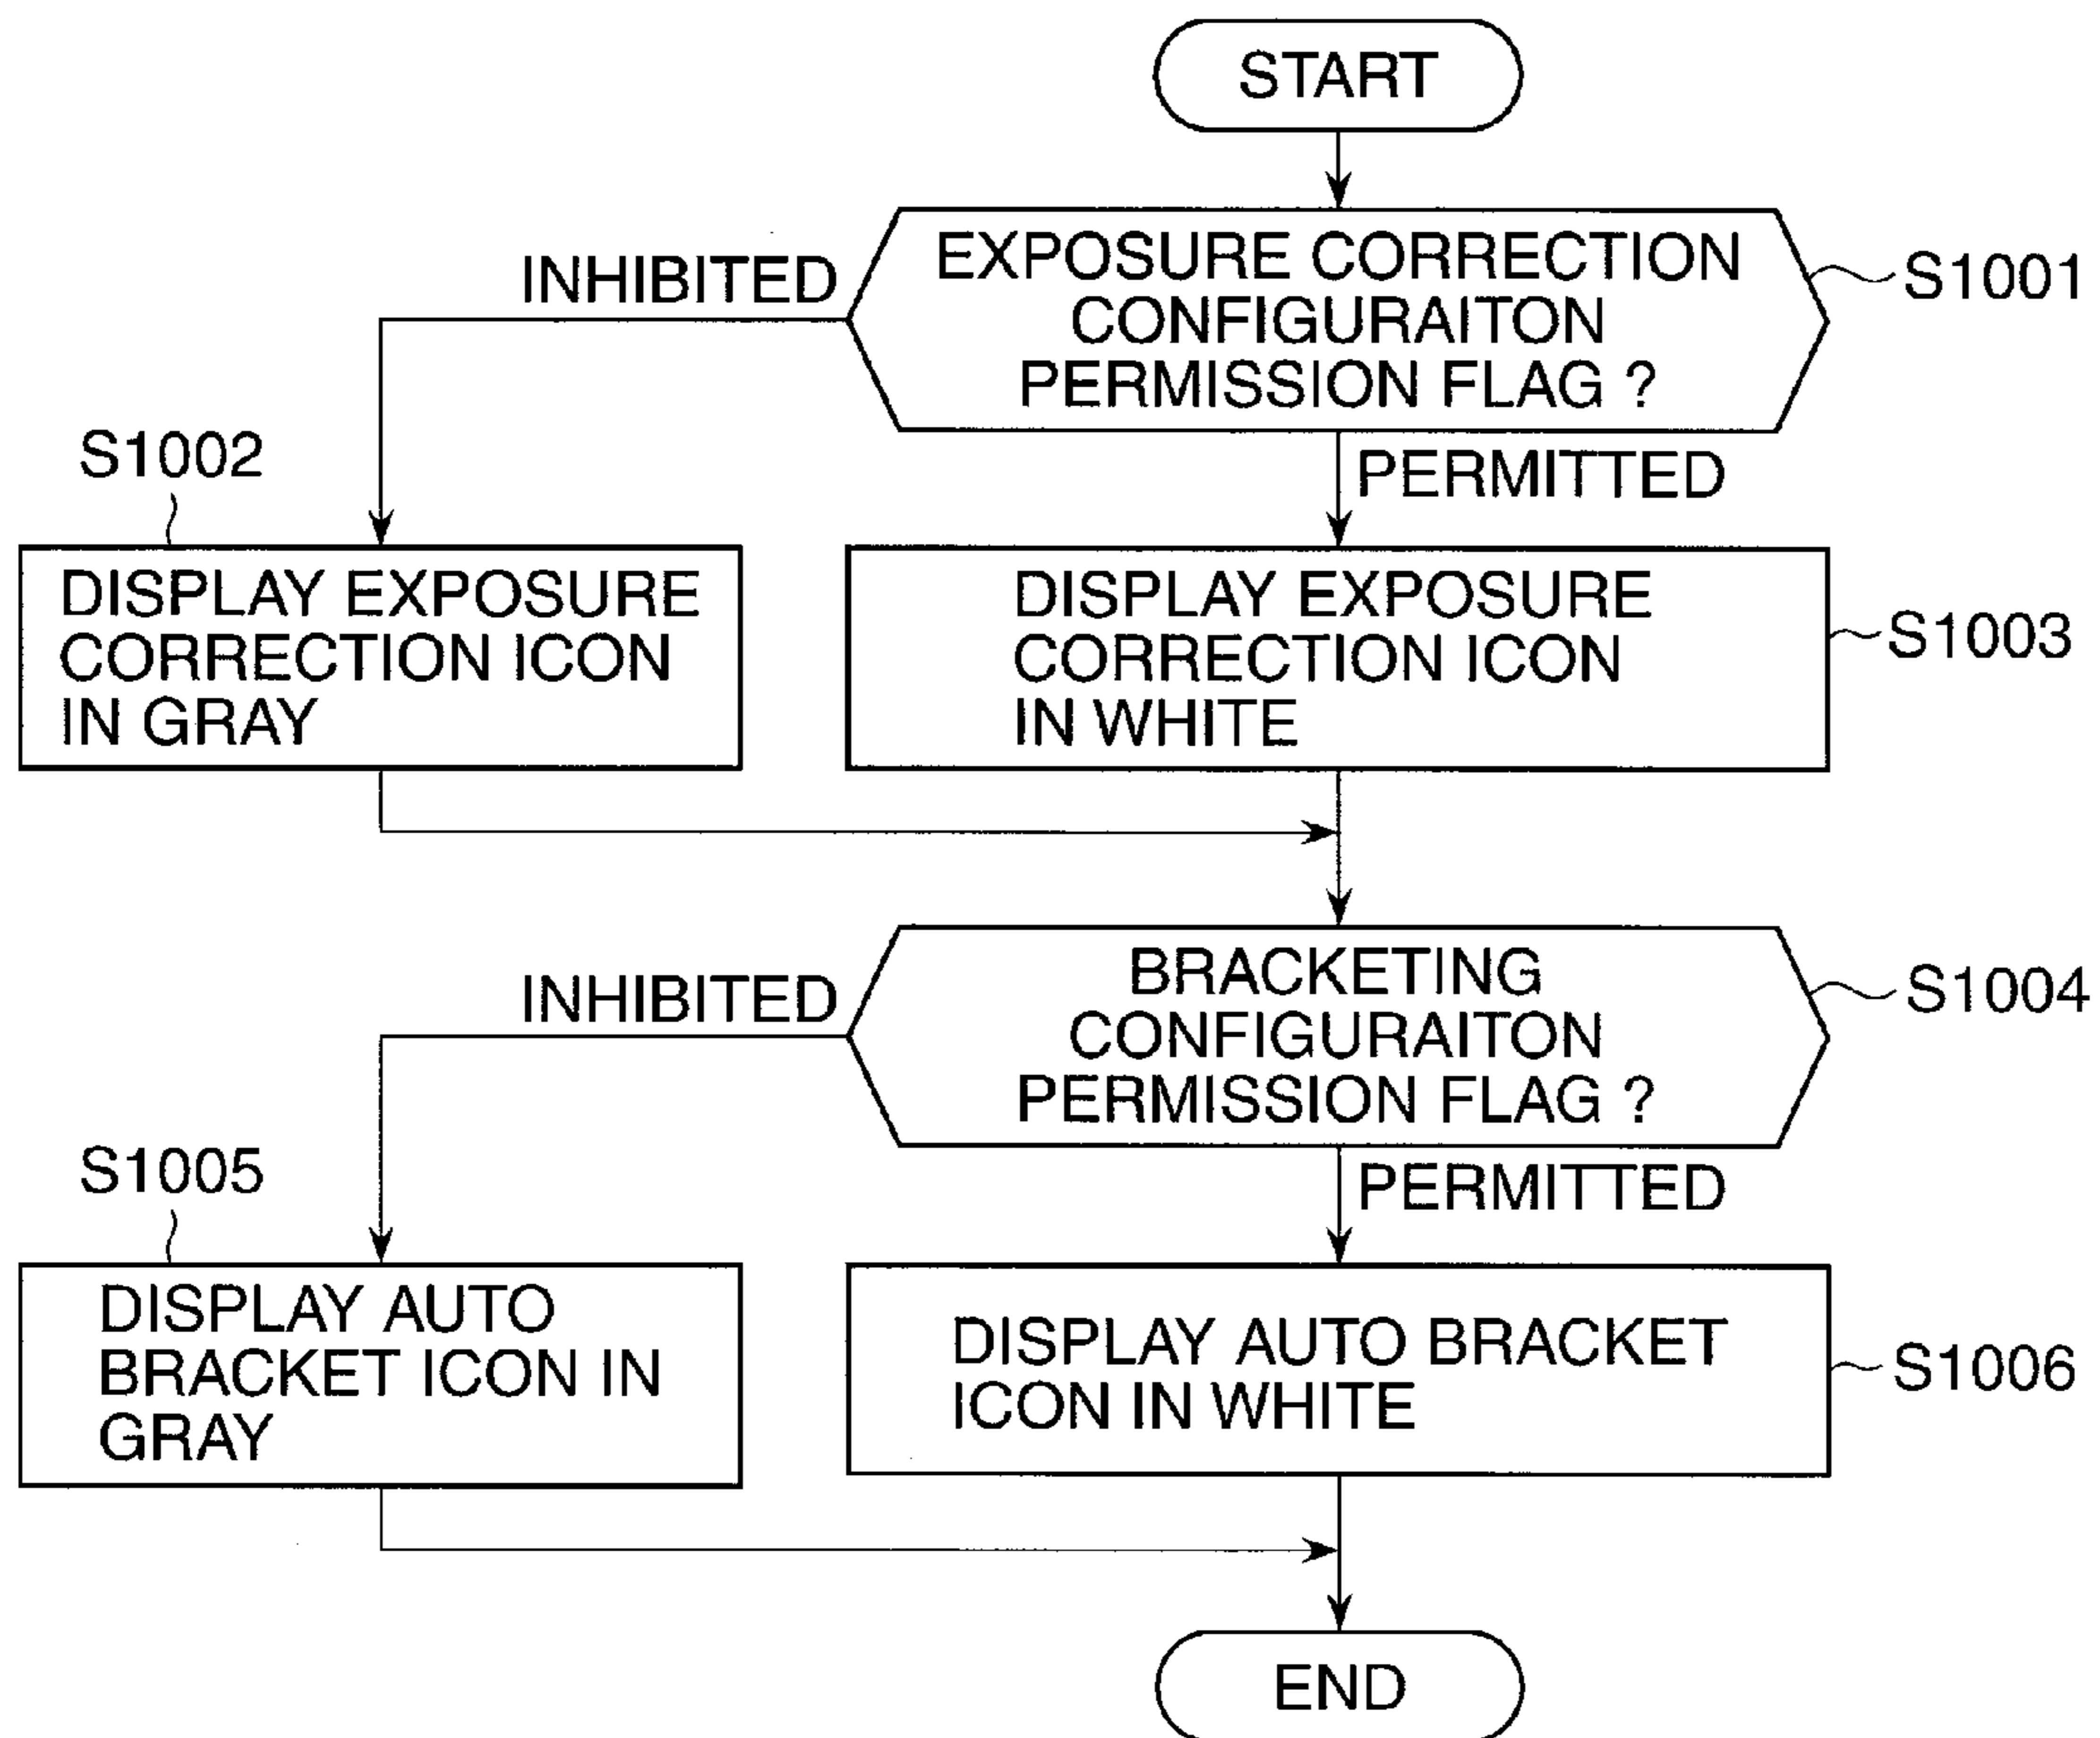 START
EXPOSURE CORRECTION
CONFIGURAITON
PERMISSION FLAG ?
S1001
INHIBITED
PERMITTED
S1002
DISPLAY EXPOSURE
CORRECTION ICON
IN GRAY
DISPLAY EXPOSURE
CORRECTION ICON
IN WHITE
S1003
BRACKETING
CONFIGURAITON
PERMISSION FLAG ?
S1004
INHIBITED
PERMITTED
S1005
DISPLAY AUTO
BRACKET ICON IN
GRAY
DISPLAY AUTO BRACKET
ICON IN WHITE
S1006
END